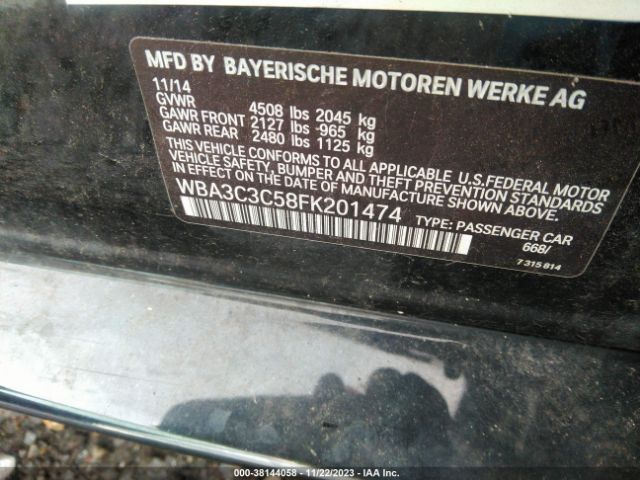 MFD BY BAYERISCHE MOTOREN WERKE AG
11/14
GVWR 4508 lbs 2045 kg
GAWR FRONT 2127 lbs -965 kg
GAWR REAR 2480 lbs 1125 kg
THIS VEHICLE CONFORMS TO ALL APPLICABLE U.S.FEDERAL MOTOR
VEHICLE SAFETY, BUMPER AND THEFT PREVENTION STANDARDS
IN EFFECT ON THE DATE OF MANUFACTURE SHOWN ABOVE.
WBA3C3C58FK201474
TYPE: PASSENGER CAR
668/
7 315 814
000-38144058 - 11/22/2023 - IAA Inc.